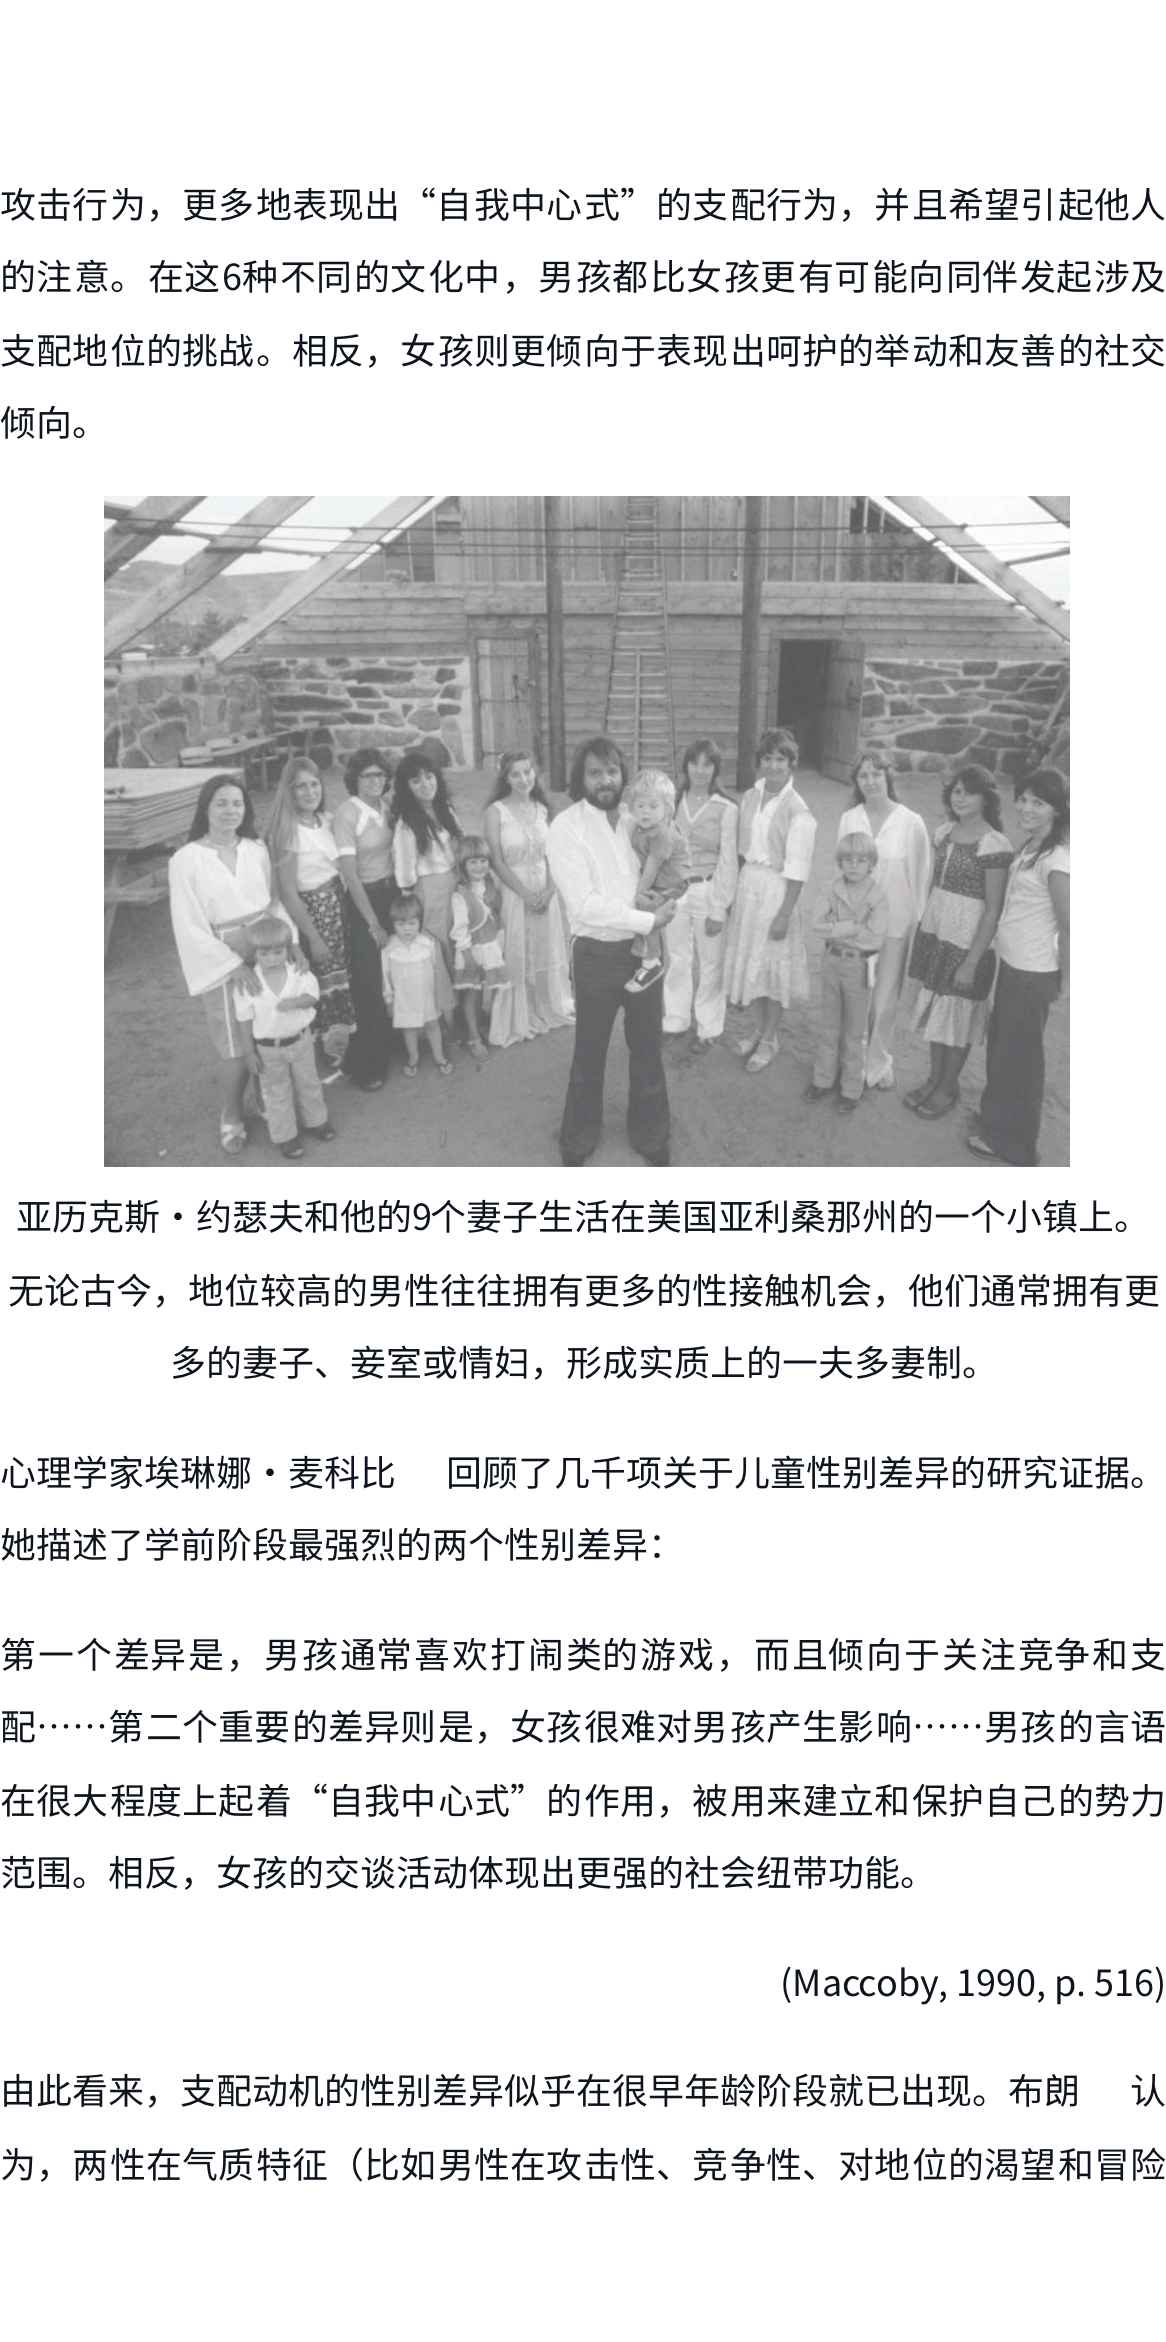 攻击行为，更多地表现出“自我中心式”的支配行为，并且希望引起他人
的注意。在这6种不同的文化中，男孩都比女孩更有可能向同伴发起涉及
支配地位的挑战。相反，女孩则更倾向于表现出呵护的举动和友善的社交
倾向。
亚历克斯·约瑟夫和他的9个妻子生活在美国亚利桑那州的一个小镇上。
无论古今，地位较高的男性往往拥有更多的性接触机会，他们通常拥有更
多的妻子、妾室或情妇，形成实质上的一夫多妻制。
心理学家埃琳娜·麦科比 回顾了几千项关于儿童性别差异的研究证据。
她描述了学前阶段最强烈的两个性别差异：
第一个差异是，男孩通常喜欢打闹类的游戏，而且倾向于关注竞争和支
配……第二个重要的差异则是，女孩很难对男孩产生影响……男孩的言语
在很大程度上起着“自我中心式”的作用，被用来建立和保护自己的势力
范围。相反，女孩的交谈活动体现出更强的社会纽带功能。
(Maccoby, 1990, p. 516)
由此看来，支配动机的性别差异似乎在很早年龄阶段就已出现。布朗 认
为，两性在气质特征（比如男性在攻击性、竞争性、对地位的渴望和冒险